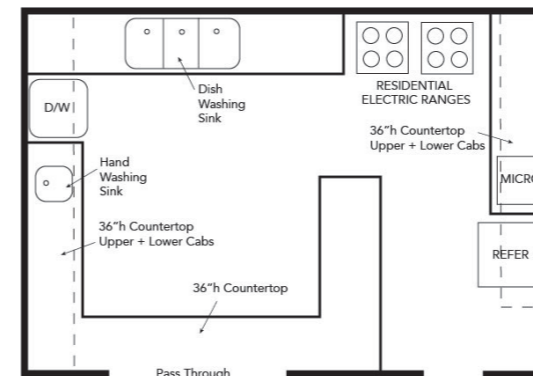 Dish
Washing
Sink
RESIDENTIAL
ELECTRIC RANGES
D/W
36"h Countertop
Upper + Lower Cabs
MICRO
Hand
Washing
Sink
36"h Countertop
Upper + Lower Cabs
REFER
36"h Countertop
Pass Through